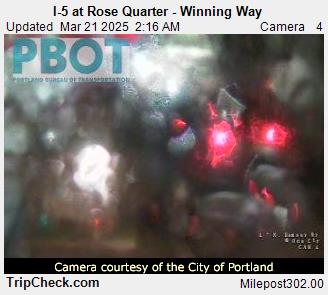 I-5 at Rose Quarter - Winning Way
Updated Mar 21 2025 2:16 AM Camera 4
PBOT
PORTLAND BUREAU OF TRANSPORTATION
Camera courtesy of the City of Portland
TripCheck.com Milepost302.00